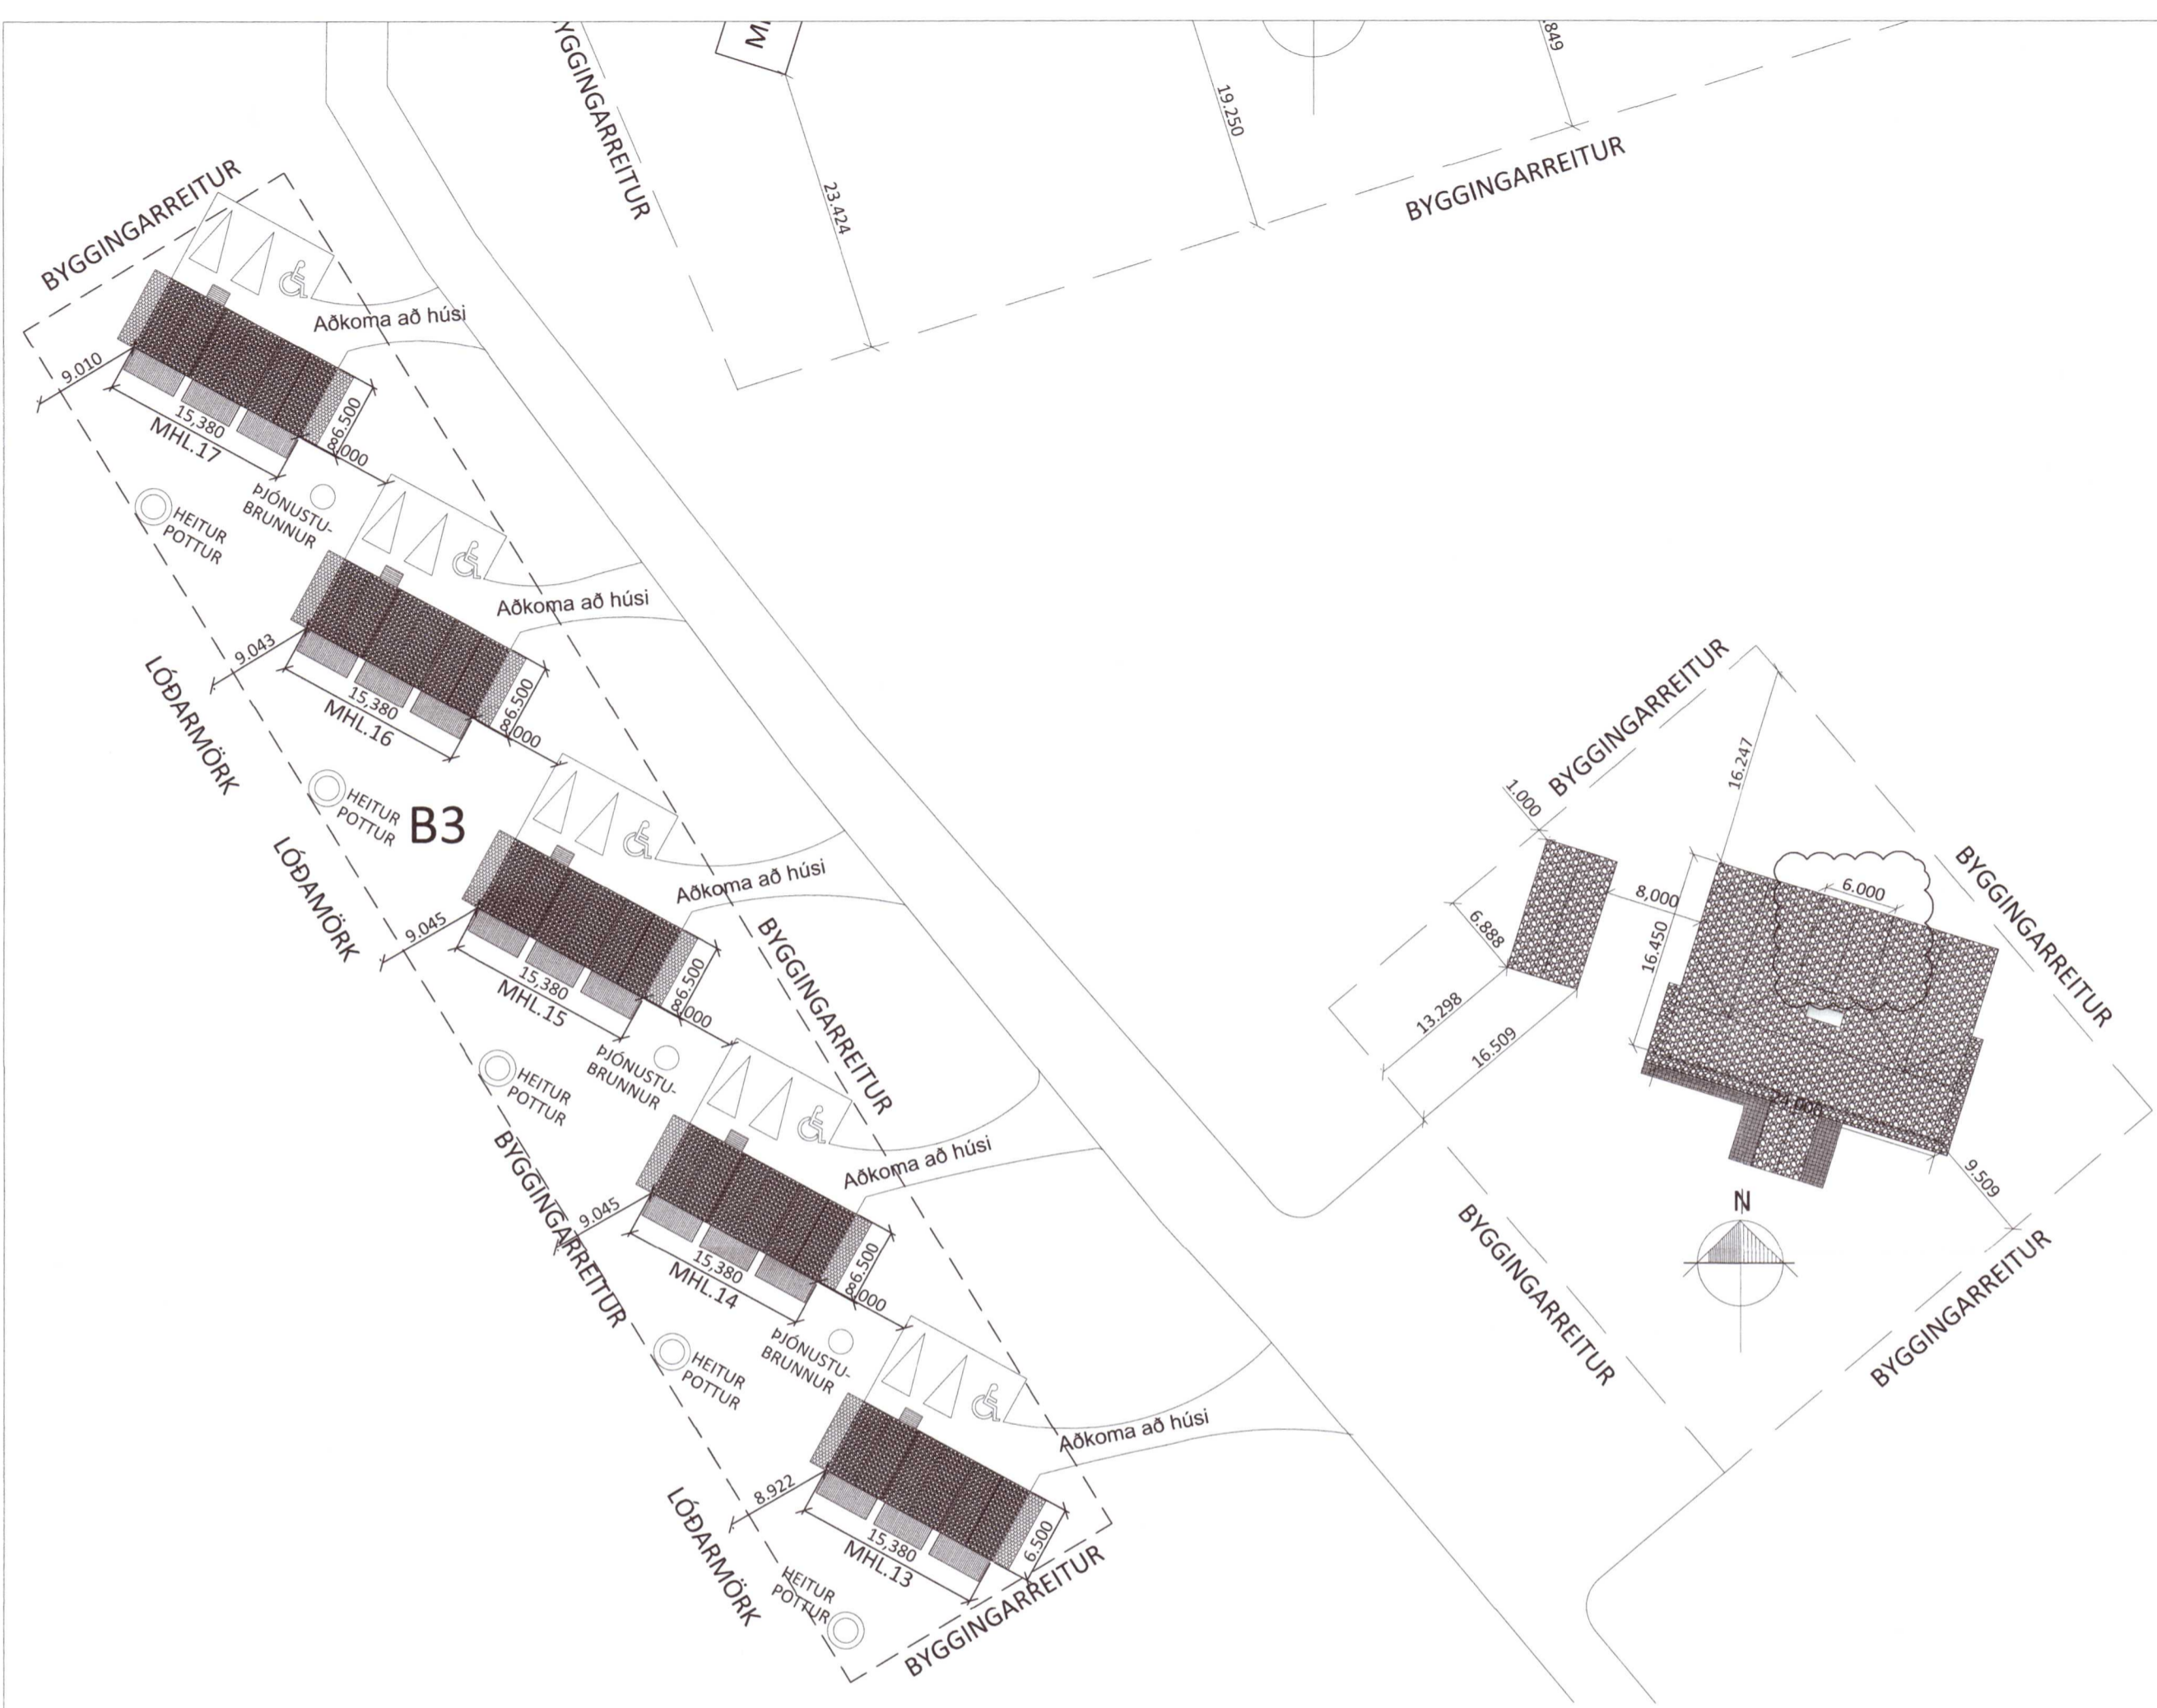 BYGGINGARREITUR
23.424
19.250
.849
BYGGINGARREITUR
BYGGINGARREITUR
Aðkoma að húsi
9.010
15,380
6.500
MHL.17
8,000
HEITUR
POTTUR
ÞJÓNUSTU-
BRUNNUR
Aðkoma að húsi
9.043
15,380
6.500
MHL.16
8,000
LÓÐARMÖRK
HEITUR
POTTUR
B3
LÓÐAMÖRK
Aðkoma að húsi
9.045
15,380
6.500
MHL.15
8,000
BYGGINGARREITUR
HEITUR
POTTUR
ÞJÓNUSTU-
BRUNNUR
BYGGINGARREITUR
Aðkoma að húsi
9.045
15,380
6.500
MHL.14
8,000
HEITUR
POTTUR
ÞJÓNUSTU-
BRUNNUR
Aðkoma að húsi
8.922
15,380
6.500
MHL.13
LÓÐARMÖRK
HEITUR
POTTUR
BYGGINGARREITUR
BYGGINGARREITUR
16.247
1.000
8,000
6.000
16.450
6.888
13.298
16.509
BYGGINGARREITUR
9.509
N
BYGGINGARREITUR
BYGGINGARREITUR